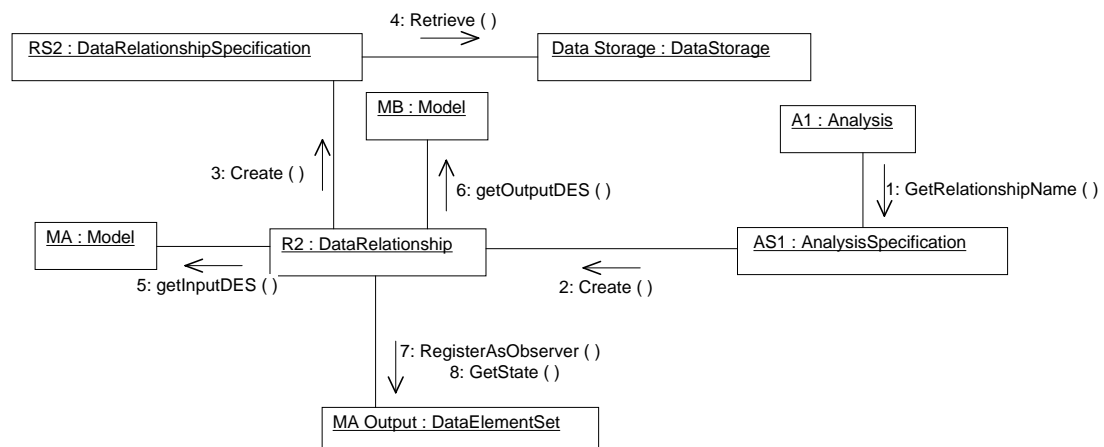 4: Retrieve ( )
RS2 : DataRelationshipSpecification
Data Storage : DataStorage
MB : Model
A1 : Analysis
3: Create ( )
6: getOutputDES ( )
1: GetRelationshipName ( )
MA : Model
R2 : DataRelationship
AS1 : AnalysisSpecification
5: getInputDES ( )
2: Create ( )
7: RegisterAsObserver ( )
8: GetState ( )
MA Output : DataElementSet